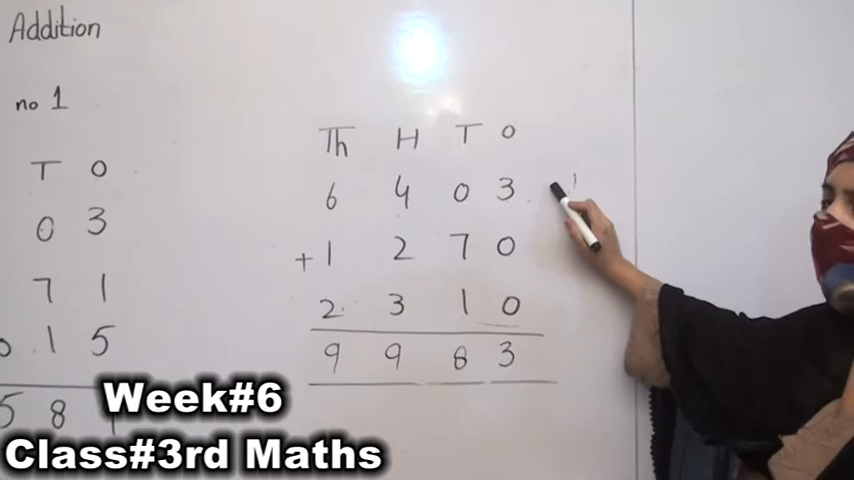 Addition
no 1
T O
0 3
7 1
1 5
5 8
Th H T O
6 4 0 3
+1 2 7 0
2 3 1 0
9 9 8 3
Week#6
Class#3rd Maths